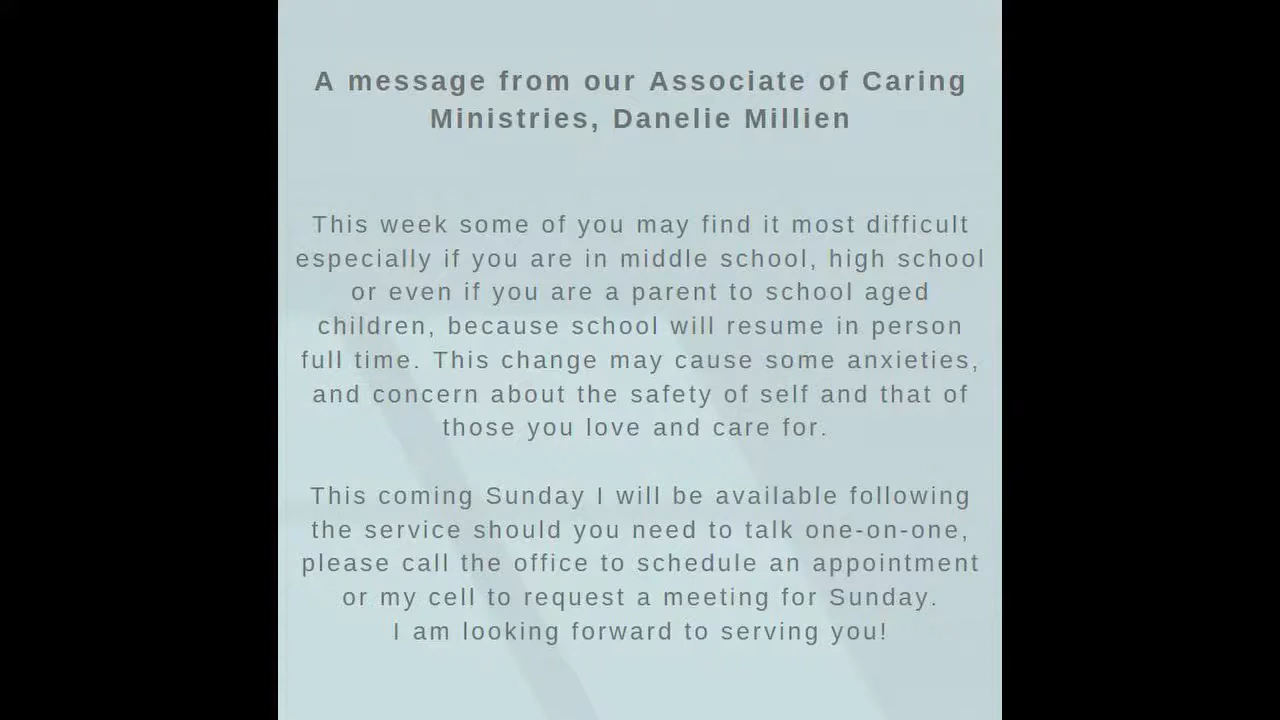 A message from our Associate of Caring
Ministries, Danelie Millien
This week some of you may find it most difficult
especially if you are in middle school, high school
or even if you are a parent to school aged
children, because school will resume in person
full time. This change may cause some anxieties,
and concern about the safety of self and that of
those you love and care for.
This coming Sunday I will be available following
the service should you need to talk one-on-one,
please call the office to schedule an appointment
or my cell to request a meeting for Sunday.
I am looking forward to serving you!